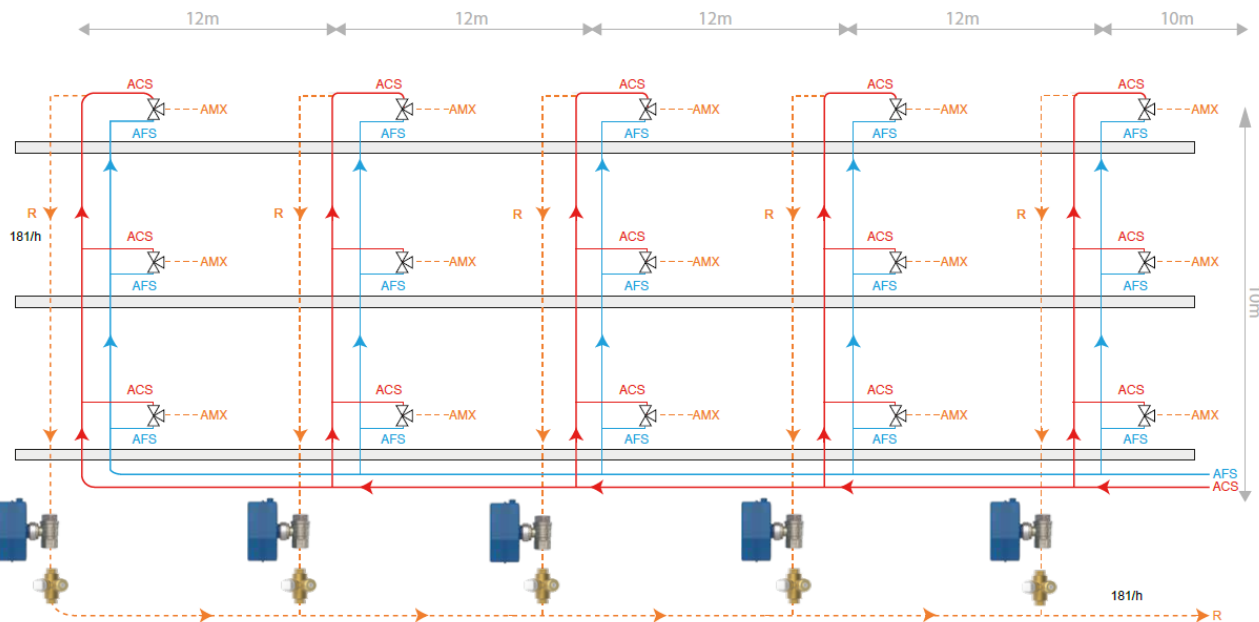 12m 12m 12m 12m 10m
ACS ACS ACS ACS ACS
AMX AMX AMX AMX AMX
AFS AFS AFS AFS AFS
R R R R R
181/h
ACS ACS ACS ACS ACS
AMX AMX AMX AMX AMX
AFS AFS AFS AFS AFS
10m
ACS ACS ACS ACS ACS
AMX AMX AMX AMX AMX
AFS AFS AFS AFS AFS
AFS
ACS
181/h
R